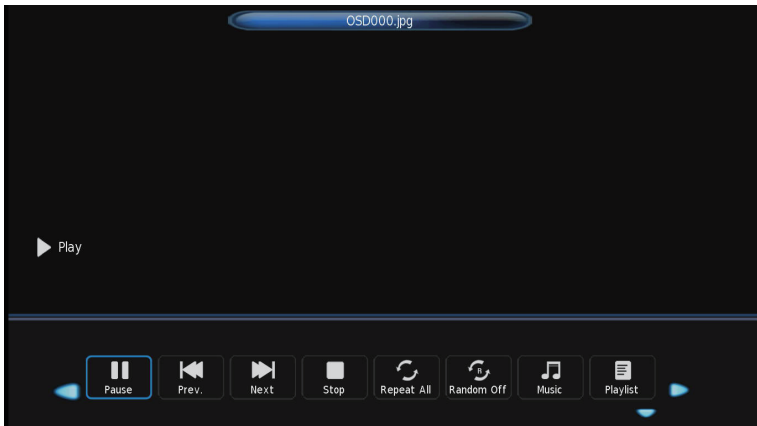 OSD000.jpg
Play
Pause Prev. Next Stop Repeat All Random Off Music Playlist